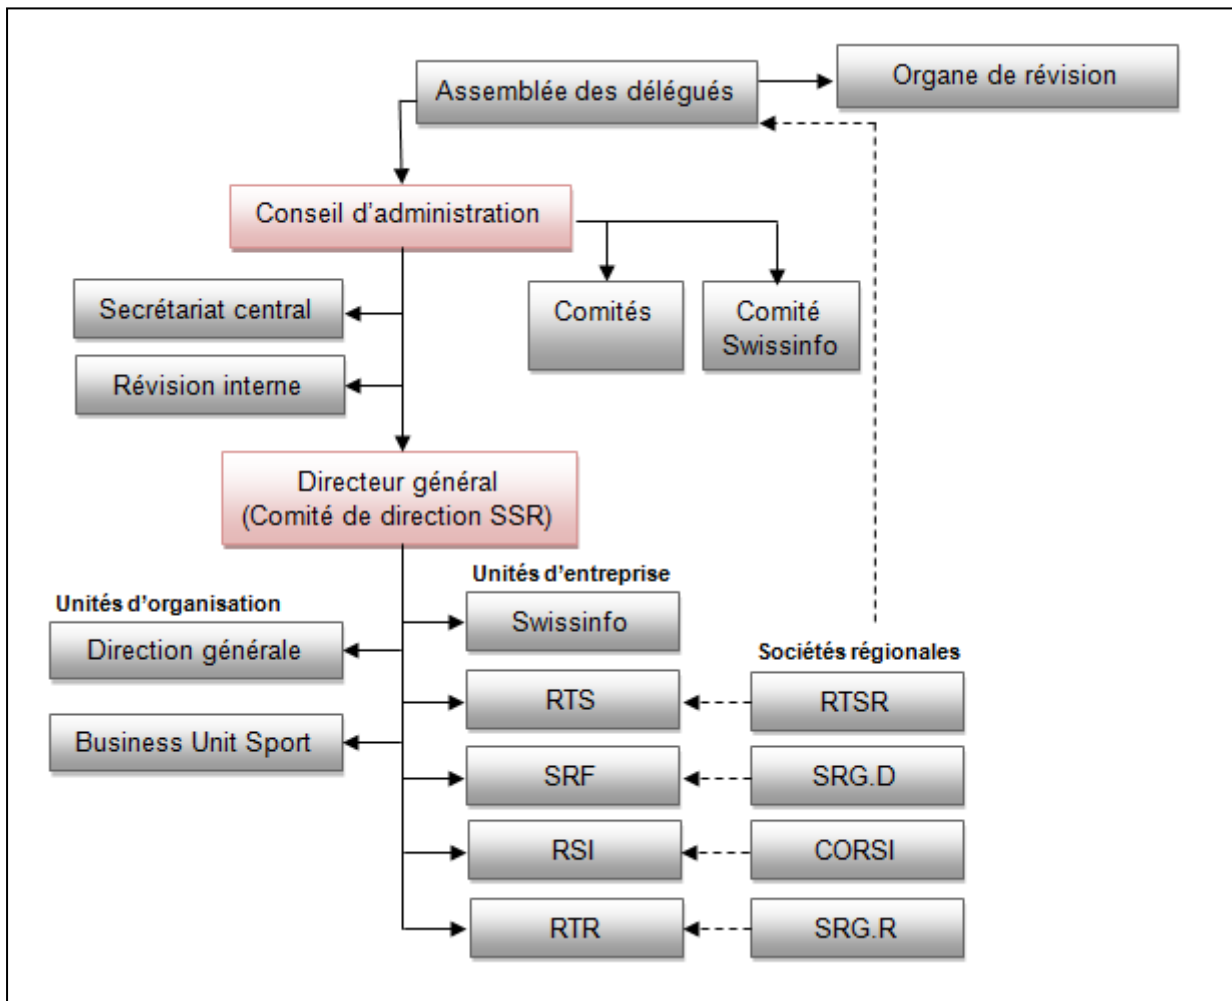 Assemblée des délégués
Organe de révision
Conseil d'administration
Secrétariat central
Comités
Comité
Swissinfo
Révision interne
Directeur général
(Comité de direction SSR)
Unités d'entreprise
Unités d'organisation
Swissinfo
Direction générale
Sociétés régionales
RTS
RTSR
Business Unit Sport
SRF
SRG.D
RSI
CORSI
RTR
SRG.R